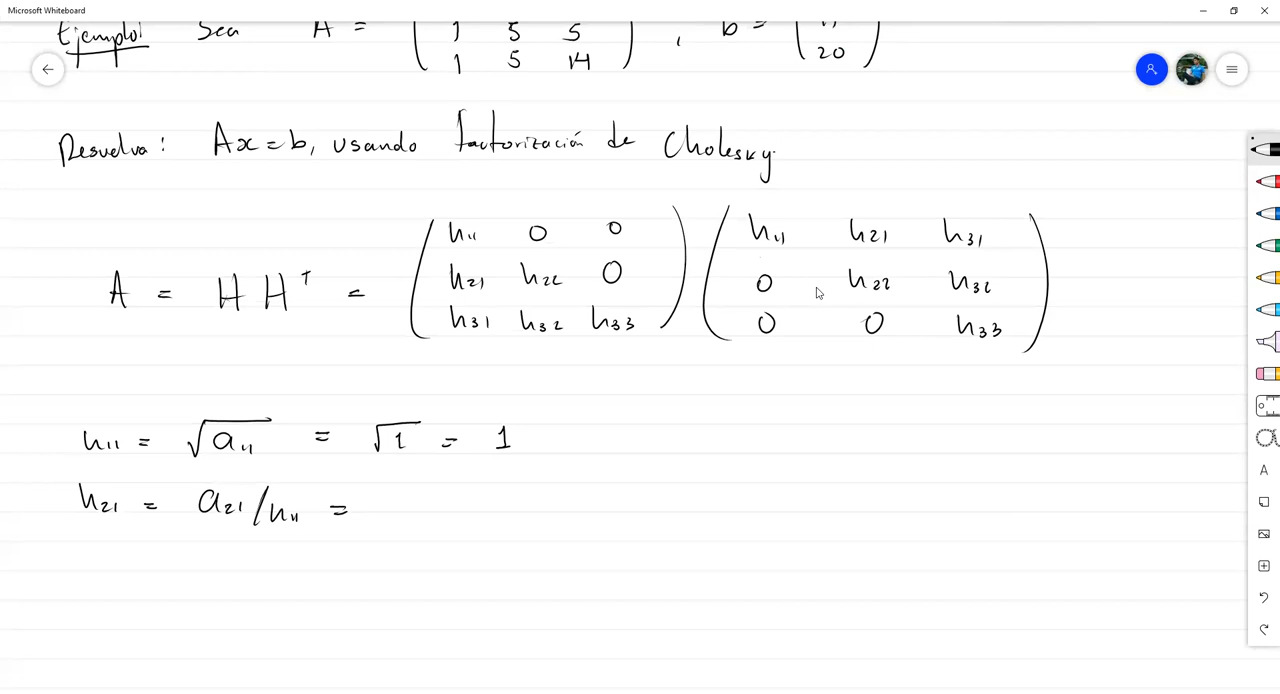 Microsoft Whiteboard
Ejemplo: Sea A = ( 1 5 5 , b =
1 5 14 ) 20 )
Resuelva: Ax=b, usando factorización de Cholesky.
h11 0 0 h11 h21 h31
A = H H^T = h21 h22 0 0 h22 h32
h31 h32 h33 0 0 h33
h11 = √a11 = √1 = 1
h21 = a21/h11 =
A